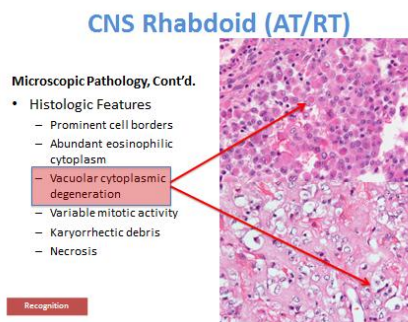 CNS Rhabdoid (AT/RT)
Microscopic Pathology, Cont'd.
• Histologic Features
– Prominent cell borders
– Abundant eosinophilic
cytoplasm
– Vacuolar cytoplasmic
degeneration
– Variable mitotic activity
– Karyorrhectic debris
– Necrosis
Recognition